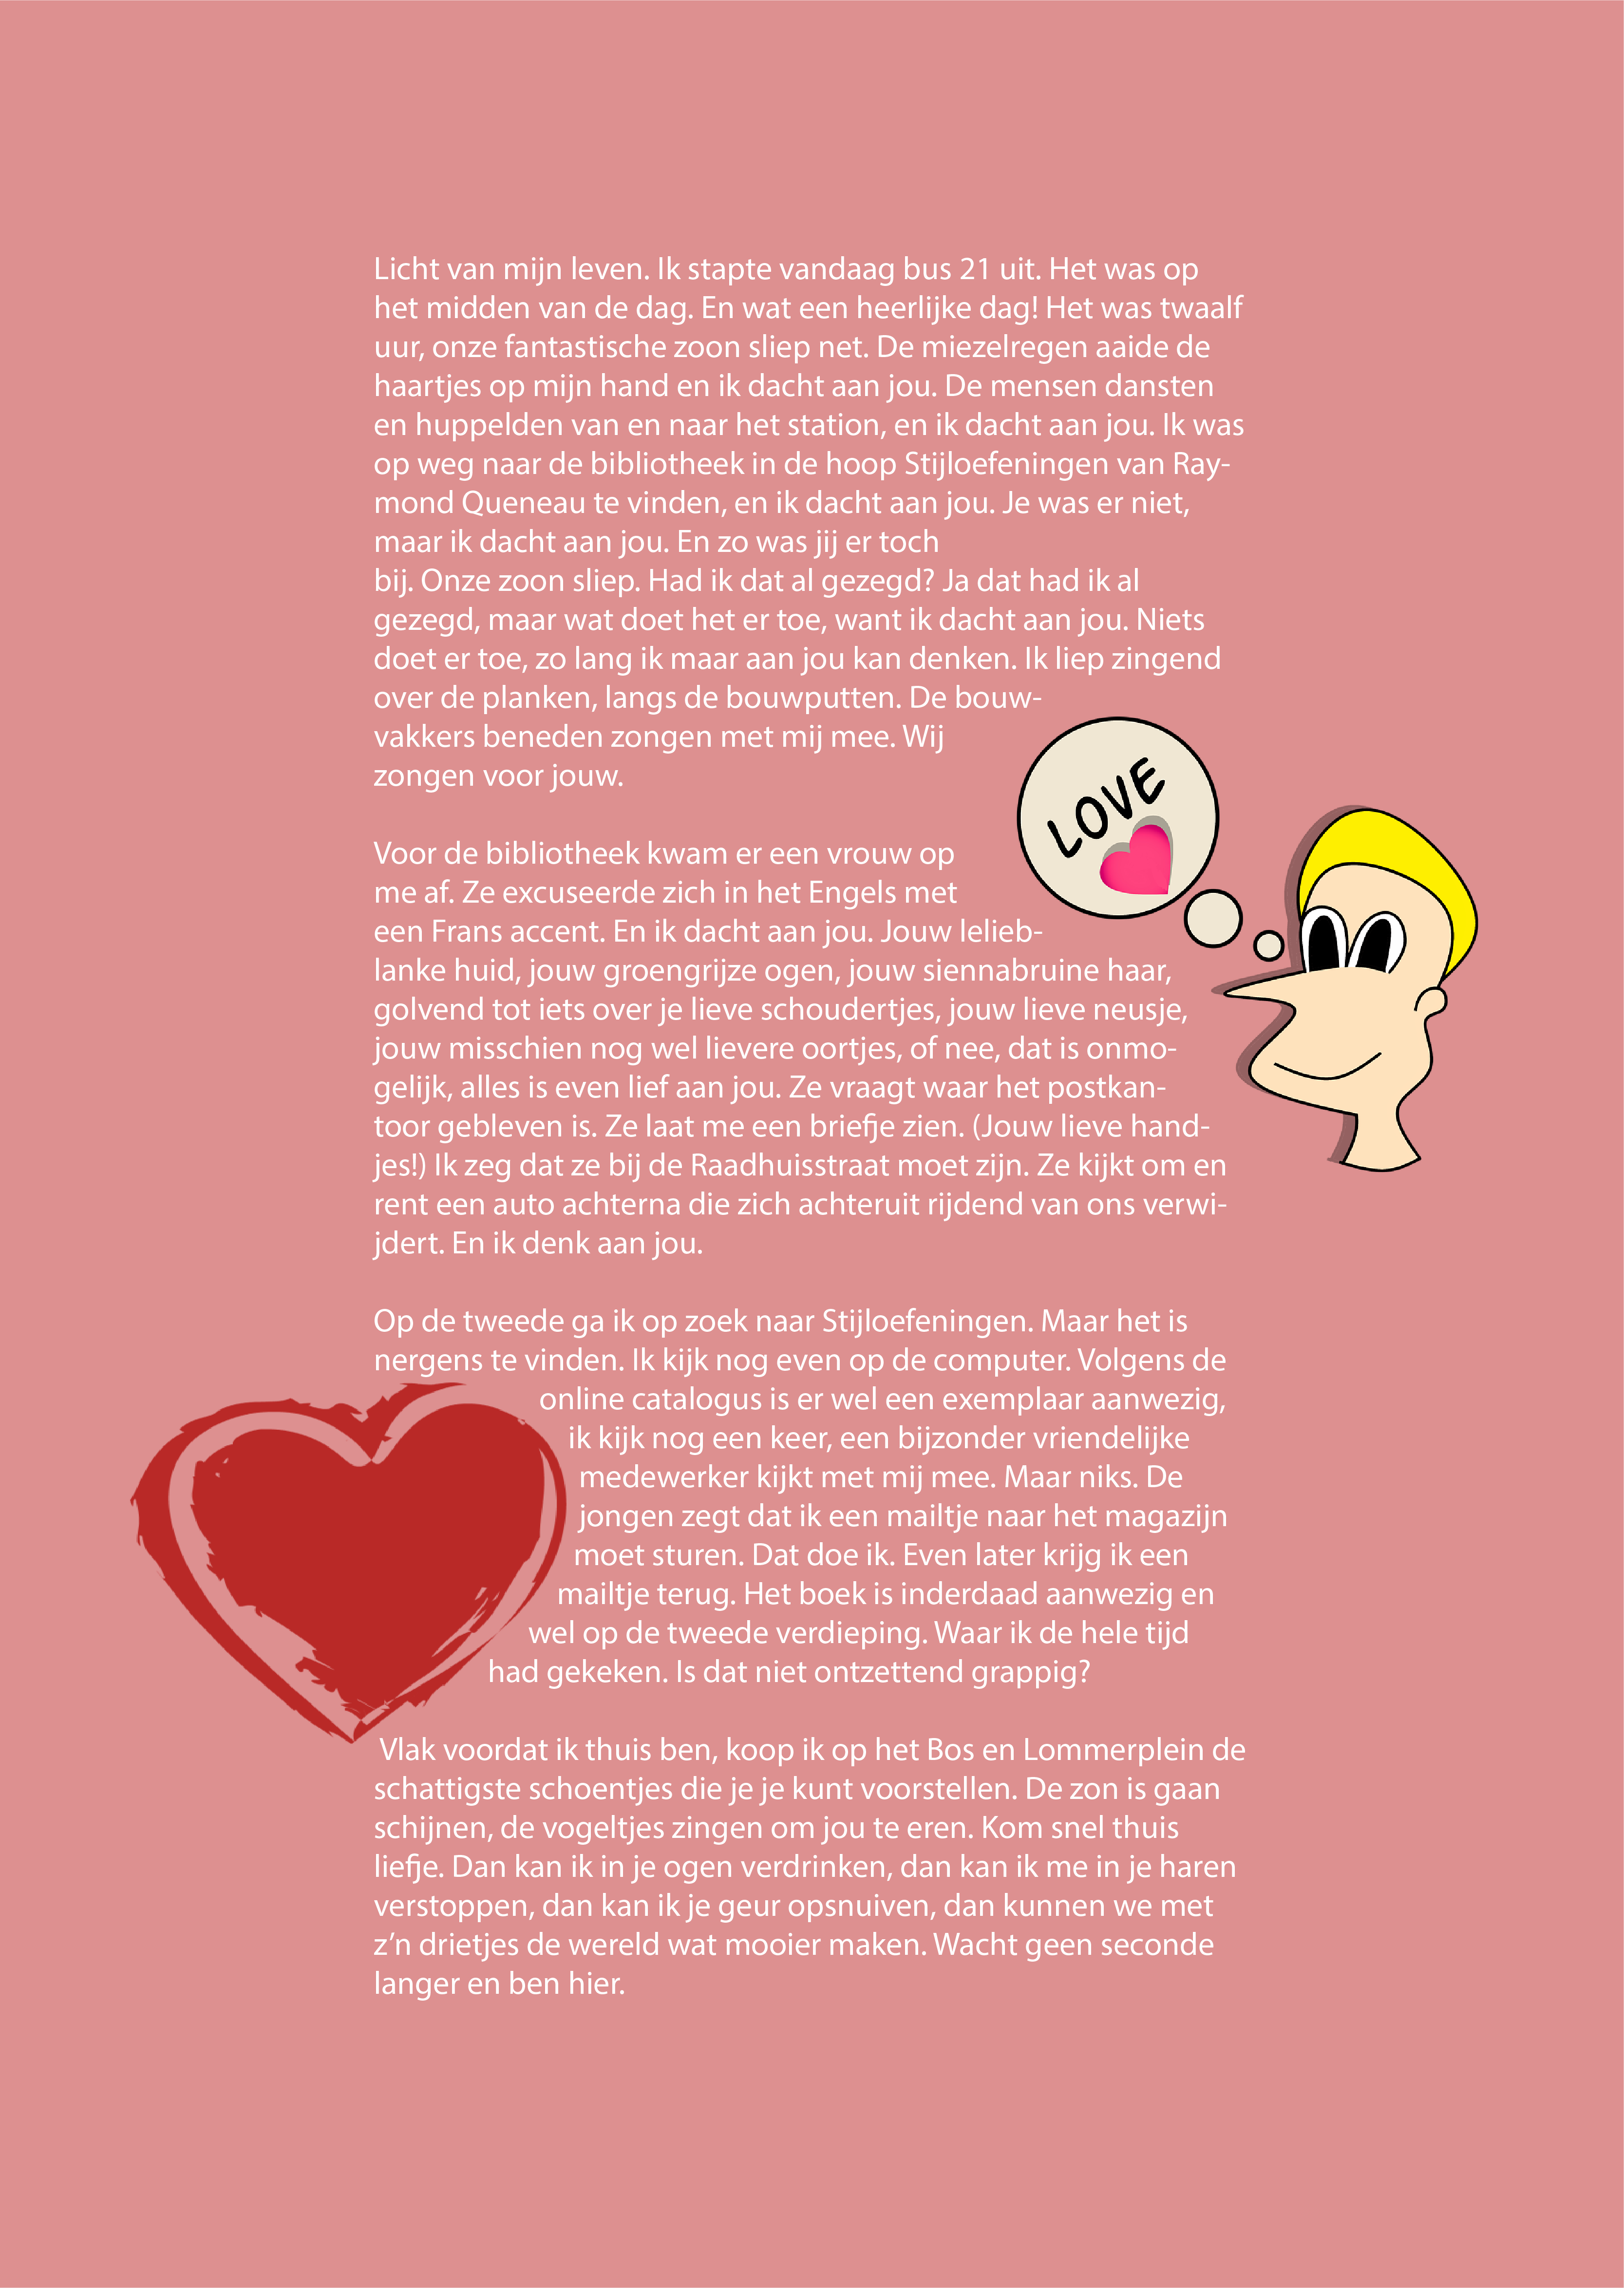 Licht van mijn leven. Ik stapte vandaag bus 21 uit. Het was op
het midden van de dag. En wat een heerlijke dag! Het was twaalf
uur, onze fantastische zoon sliep net. De miezelregen aaide de
haartjes op mijn hand en ik dacht aan jou. De mensen dansten
en huppelden van en naar het station, en ik dacht aan jou. Ik was
op weg naar de bibliotheek in de hoop Stijloefeningen van Ray-
mond Queneau te vinden, en ik dacht aan jou. Je was er niet,
maar ik dacht aan jou. En zo was jij er toch
bij. Onze zoon sliep. Had ik dat al gezegd? Ja dat had ik al
gezegd, maar wat doet het er toe, want ik dacht aan jou. Niets
doet er toe, zo lang ik maar aan jou kan denken. Ik liep zingend
over de planken, langs de bouwputten. De bouw-
vakkers beneden zongen met mij mee. Wij
zongen voor jouw.
LOVE
Voor de bibliotheek kwam er een vrouw op
me af. Ze excuseerde zich in het Engels met
een Frans accent. En ik dacht aan jou. Jouw lelieb-
lanke huid, jouw groengrijze ogen, jouw siennabruine haar,
golvend tot iets over je lieve schoudertjes, jouw lieve neusje,
jouw misschien nog wel lievere oortjes, of nee, dat is onmo-
gelijk, alles is even lief aan jou. Ze vraagt waar het postkan-
toor gebleven is. Ze laat me een briefje zien. (Jouw lieve hand-
jes!) Ik zeg dat ze bij de Raadhuisstraat moet zijn. Ze kijkt om en
rent een auto achterna die zich achteruit rijdend van ons verwi-
jdert. En ik denk aan jou.
Op de tweede ga ik op zoek naar Stijloefeningen. Maar het is
nergens te vinden. Ik kijk nog even op de computer. Volgens de
online catalogus is er wel een exemplaar aanwezig,
ik kijk nog een keer, een bijzonder vriendelijke
medewerker kijkt met mij mee. Maar niks. De
jongen zegt dat ik een mailtje naar het magazijn
moet sturen. Dat doe ik. Even later krijg ik een
mailtje terug. Het boek is inderdaad aanwezig en
wel op de tweede verdieping. Waar ik de hele tijd
had gekeken. Is dat niet ontzettend grappig?
Vlak voordat ik thuis ben, koop ik op het Bos en Lommerplein de
schattigste schoentjes die je je kunt voorstellen. De zon is gaan
schijnen, de vogeltjes zingen om jou te eren. Kom snel thuis
liefje. Dan kan ik in je ogen verdrinken, dan kan ik me in je haren
verstoppen, dan kan ik je geur opsnuiven, dan kunnen we met
z’n drietjes de wereld wat mooier maken. Wacht geen seconde
langer en ben hier.